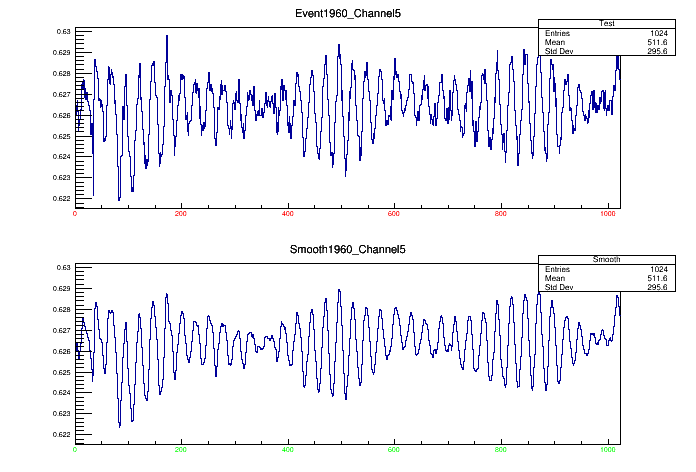 Event1960_Channel5
Test
Entries 1024
Mean 511.6
Std Dev 295.6
0.63
0.629
0.628
0.627
0.626
0.625
0.624
0.623
0.622
0 200 400 600 800 1000
Smooth1960_Channel5
Smooth
Entries 1024
Mean 511.6
Std Dev 295.6
0.63
0.629
0.628
0.627
0.626
0.625
0.624
0.623
0.622
0 200 400 600 800 1000